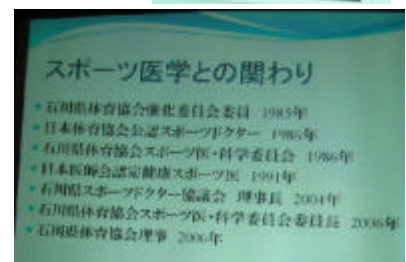 スポーツ医学との関わり
石川県体育協会強化委員会委員 1985年
日本体育協会公認スポーツドクター 1986年
石川県体育協会スポーツ医・科学委員会 1986年
日本医師会認定健康スポーツ医 1991年
石川県スポーツドクター協議会 理事長 2004年
石川県体育協会スポーツ医・科学委員会委員長 2006年
石川県体育協会理事 2006年